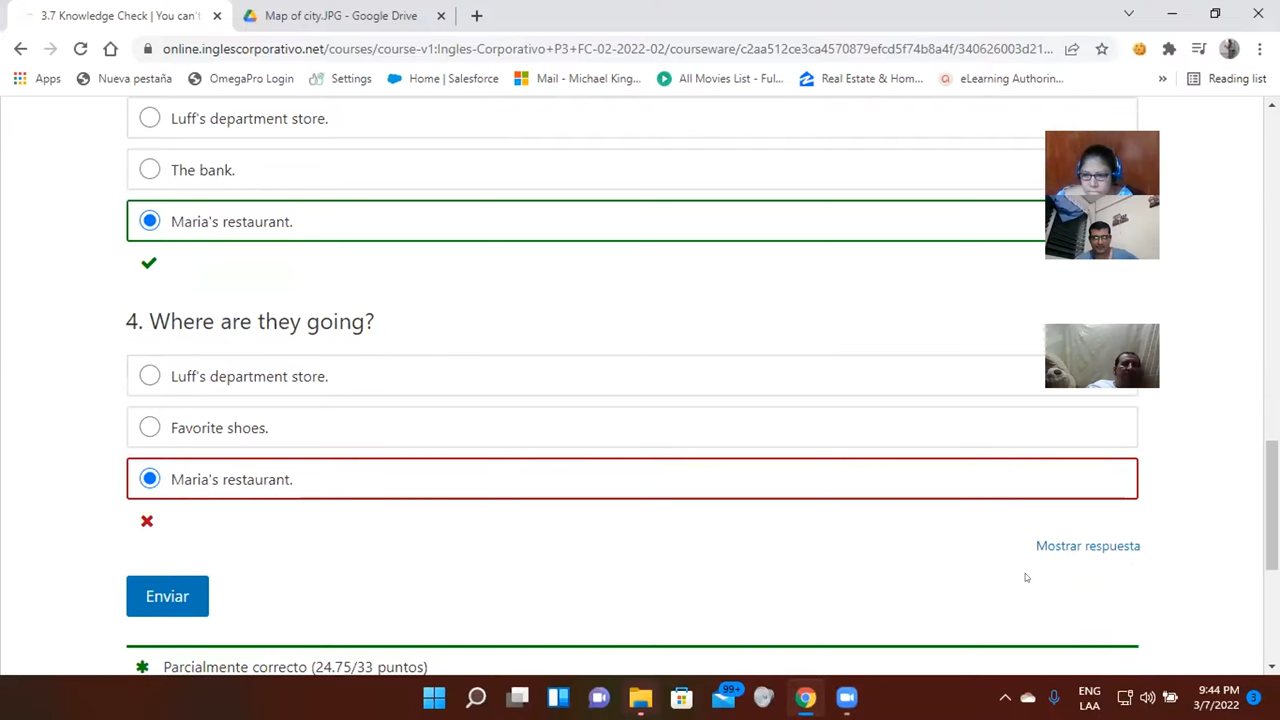 3.7 Knowledge Check | You can't
Map of city.JPG - Google Drive
online.inglescorporativo.net/courses/course-v1:Ingles-Corporativo+P3+FC-02-2022-02/courseware/c2aa512ce3ca4570879efcd5f74b8a4f/340626003d21...
Apps
Nueva pestaña
OmegaPro Login
Settings
Home | Salesforce
Mail - Michael King...
All Movies List - Ful...
Real Estate & Hom...
eLearning Authorin...
»
Reading list
Luff's department store.
The bank.
Maria's restaurant.
4. Where are they going?
Luff's department store.
Favorite shoes.
Maria's restaurant.
Mostrar respuesta
Enviar
Parcialmente correcto (24.75/33 puntos)
99+
ENG
LAA
9:44 PM
3/7/2022
3